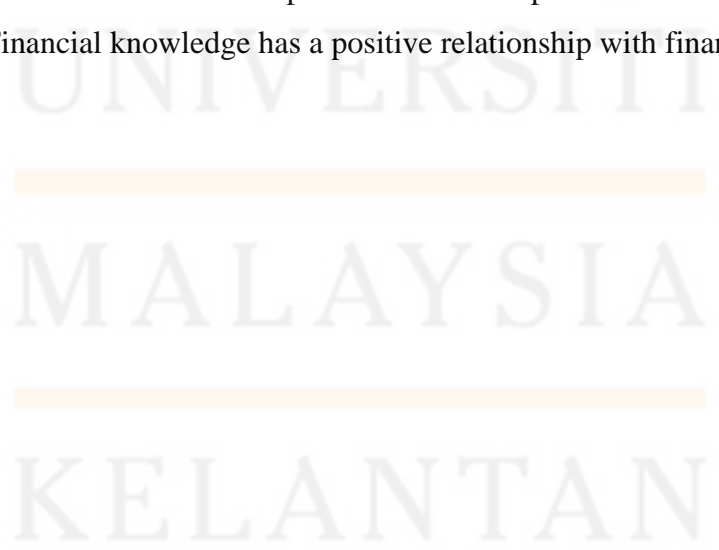 Financial knowledge has a positive relationship with finan
UNIVERSITI
MALAYSIA
KELANTAN